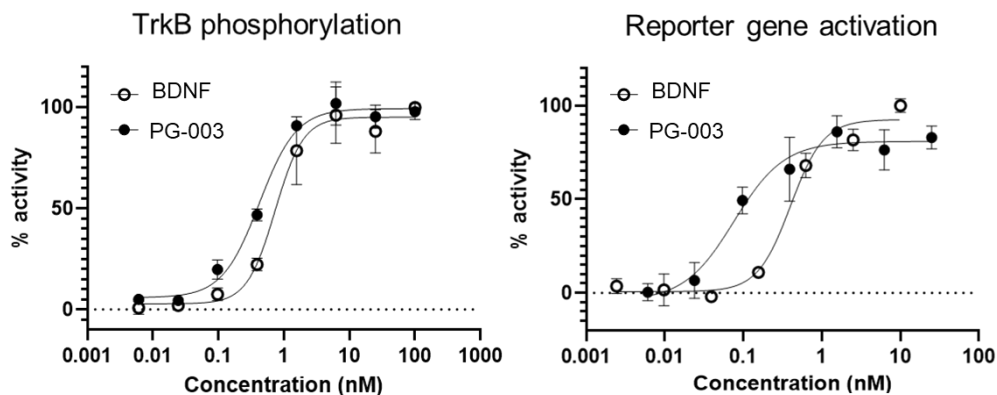 TrkB phosphorylation
BDNF
PG-003
% activity
100
50
0
0.001 0.01 0.1 1 10 100 1000
Concentration (nM)
Reporter gene activation
BDNF
PG-003
% activity
100
50
0
0.001 0.01 0.1 1 10 100
Concentration (nM)